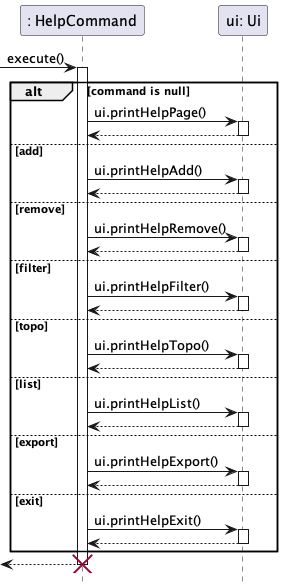 : HelpCommand
ui: Ui
execute()
alt
[command is null]
ui.printHelpPage()
[add]
ui.printHelpAdd()
[remove]
ui.printHelpRemove()
[filter]
ui.printHelpFilter()
[topo]
ui.printHelpTopo()
[list]
ui.printHelpList()
[export]
ui.printHelpExport()
[exit]
ui.printHelpExit()